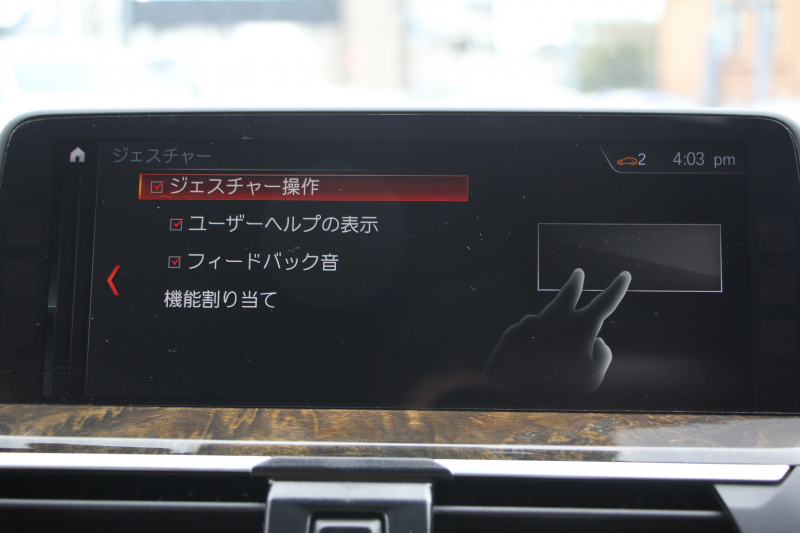 ジェスチャー
2 4:03 pm
ジェスチャー操作
ユーザーヘルプの表示
フィードバック音
機能割り当て